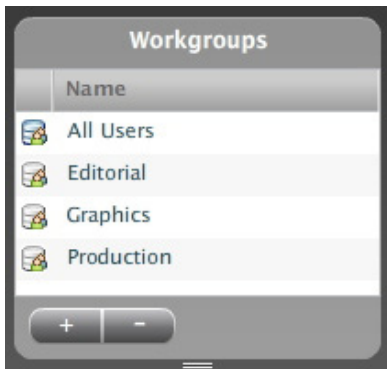 Workgroups
Name
All Users
Editorial
Graphics
Production
+ -